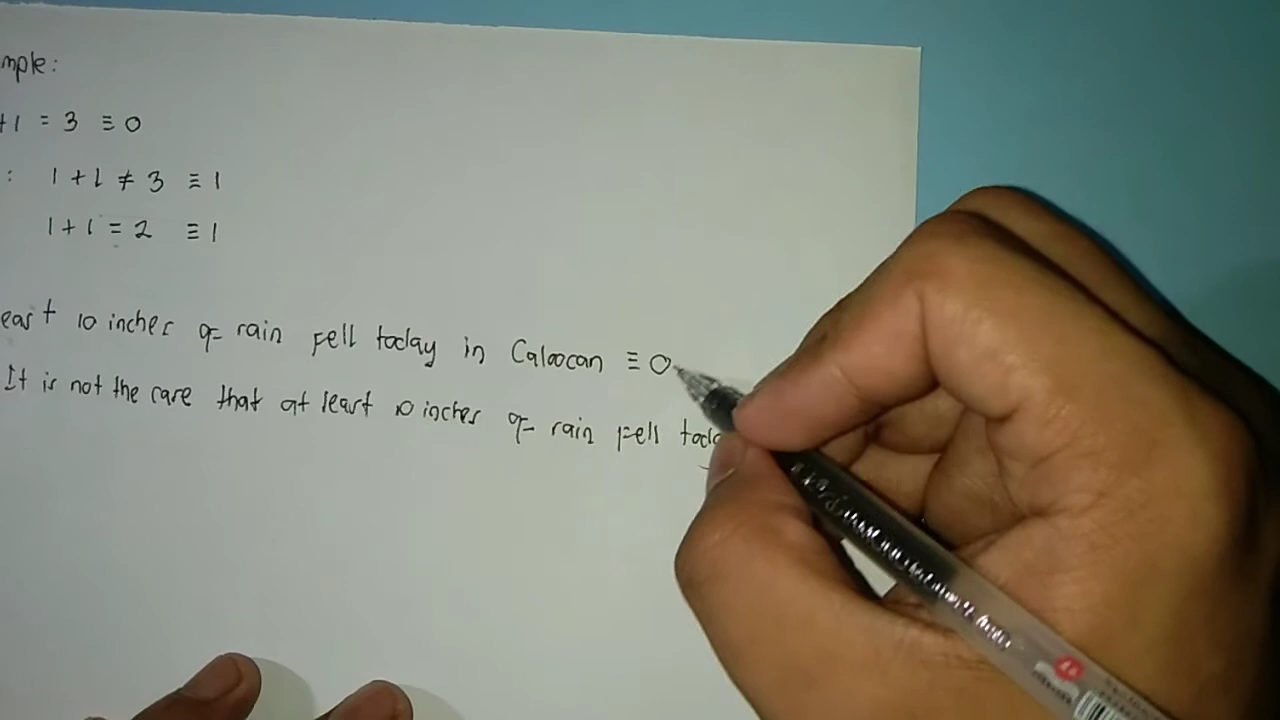 mple:
+1 = 3 ≡ 0
: 1 + 1 ≠ 3 ≡ 1
1 + 1 = 2 ≡ 1
east 10 inches of rain fell today in Caloocan ≡ 0
It is not the case that at least 10 inches of rain fell toda